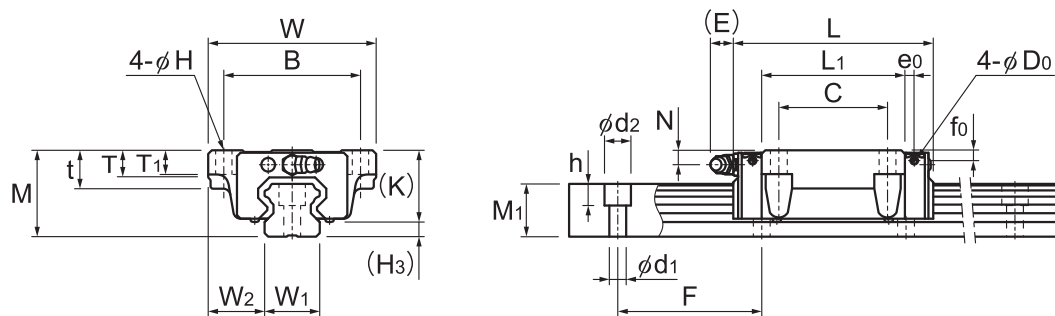 W
4-φH
B
M
t
T
T1
(K)
(H3)
W2
W1
(E)
L
L1
e0
4-φD0
C
N
f0
φd2
h
M1
φd1
F